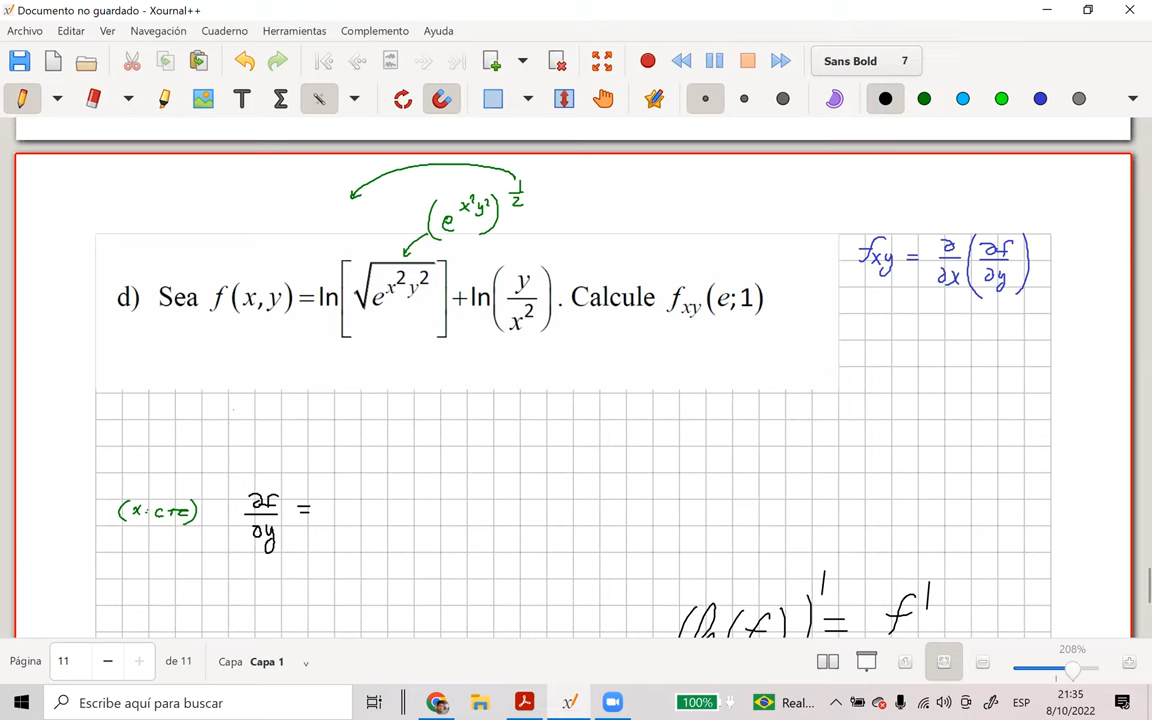 Documento no guardado - Xournal++
Archivo Editar Ver Navegación Cuaderno Herramientas Complemento Ayuda
Sans Bold 7
(e^{x²y²})^{1/2}
d) Sea f(x,y)=ln[√e^{x²y²}]+ln(y/x²). Calcule f_{xy}(e;1)
f_{xy} = ∂/∂x (∂f/∂y)
(x: cte) ∂f/∂y =
(ln(f))' = f'
Página 11 de 11 Capa Capa 1 208%
Escribe aquí para buscar 100% Real... ESP 21:35
8/10/2022